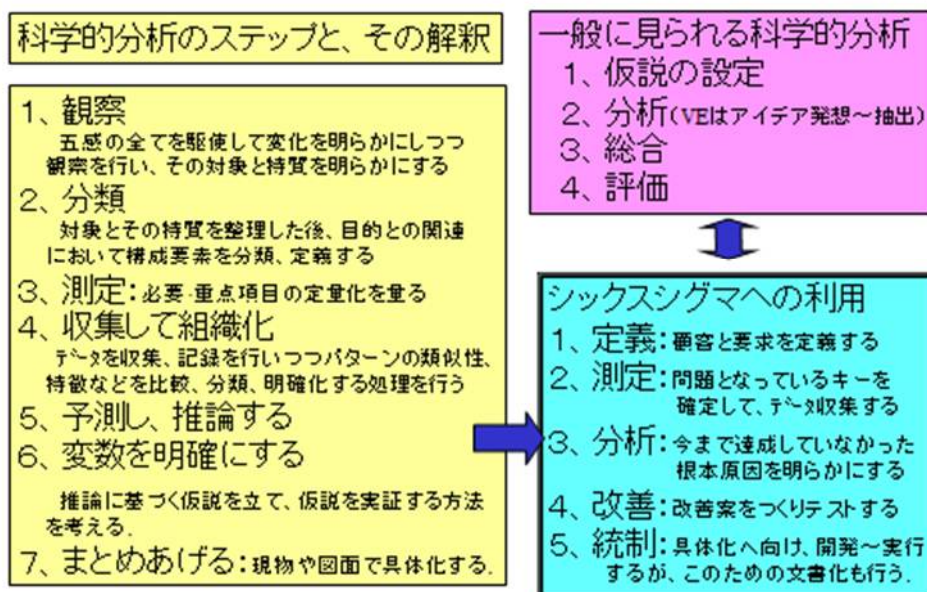 科学的分析のステップと、その解釈
1、観察
五感の全てを駆使して変化を明らかにしつつ
観察を行い、その対象と特質を明らかにする
2、分類
対象とその特質を整理した後、目的との関連
において構成要素を分類、定義する
3、測定:必要・重点項目の定量化を量る
4、収集して組織化
データを収集、記録を行いつつパターンの類似性、
特徴などを比較、分類、明確化する処理を行う
5、予測し、推論する
6、変数を明確にする
推論に基づく仮説を立て、仮説を実証する方法
を考える.
7、まとめあげる:現物や図面で具体化する.
一般に見られる科学的分析
1、仮説の設定
2、分析(VEはアイデア発想~抽出)
3、総合
4、評価
シックスシグマへの利用
1、定義:顧客と要求を定義する
2、測定:問題となっているキーを
確定して、データ収集する
3、分析:今まで達成していなかった
根本原因を明らかにする
4、改善:改善案をつくりテストする
5、統制:具体化へ向け、開発~実行
するが、このための文書化も行う.